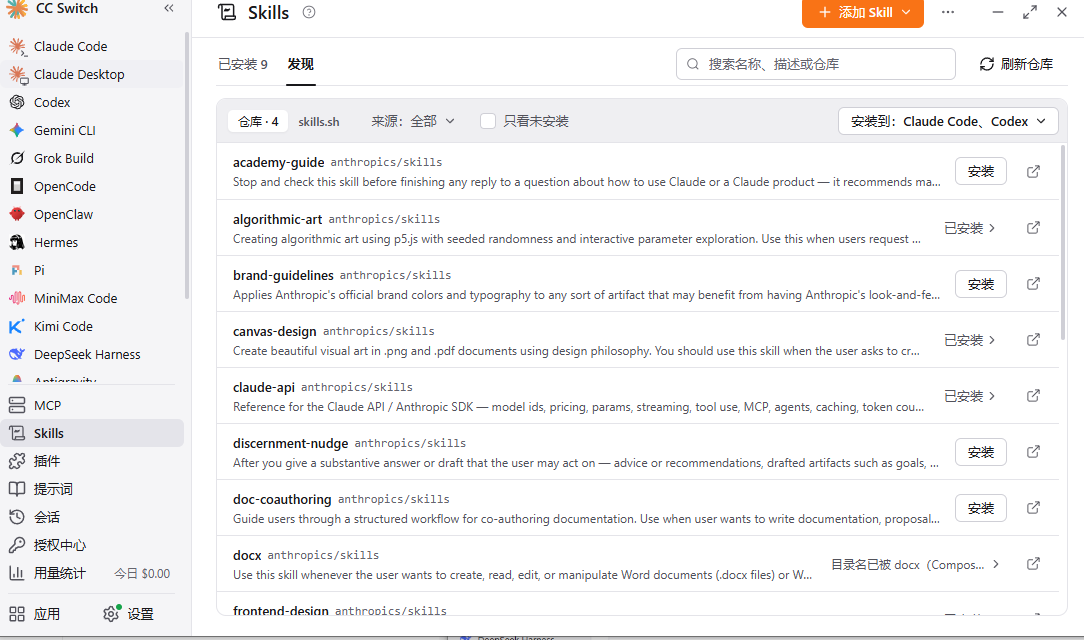 CC Switch
Claude Code
Claude Desktop
Codex
Gemini CLI
Grok Build
OpenCode
OpenClaw
Hermes
Pi
MiniMax Code
Kimi Code
DeepSeek Harness
Antigravity
MCP
Skills
插件
提示词
会话
授权中心
用量统计 今日 $0.00
应用 设置
Skills
添加 Skill
已安装 9 发现
搜索名称、描述或仓库
刷新仓库
仓库 · 4 skills.sh 来源: 全部 只看未安装 安装到: Claude Code、Codex
academy-guide anthropics/skills
Stop and check this skill before finishing any reply to a question about how to use Claude or a Claude product — it recommends ma...
安装
algorithmic-art anthropics/skills
Creating algorithmic art using p5.js with seeded randomness and interactive parameter exploration. Use this when users request ...
已安装
brand-guidelines anthropics/skills
Applies Anthropic's official brand colors and typography to any sort of artifact that may benefit from having Anthropic's look-and-fe...
安装
canvas-design anthropics/skills
Create beautiful visual art in .png and .pdf documents using design philosophy. You should use this skill when the user asks to cr...
已安装
claude-api anthropics/skills
Reference for the Claude API / Anthropic SDK — model ids, pricing, params, streaming, tool use, MCP, agents, caching, token cou...
已安装
discernment-nudge anthropics/skills
After you give a substantive answer or draft that the user may act on — advice or recommendations, drafted artifacts such as goals, ...
安装
doc-coauthoring anthropics/skills
Guide users through a structured workflow for co-authoring documentation. Use when user wants to write documentation, proposal...
安装
docx anthropics/skills
Use this skill whenever the user wants to create, read, edit, or manipulate Word documents (.docx files) or W...
目录名已被 docx（Compos...
frontend-design anthropics/skills
DeepSeek Harness